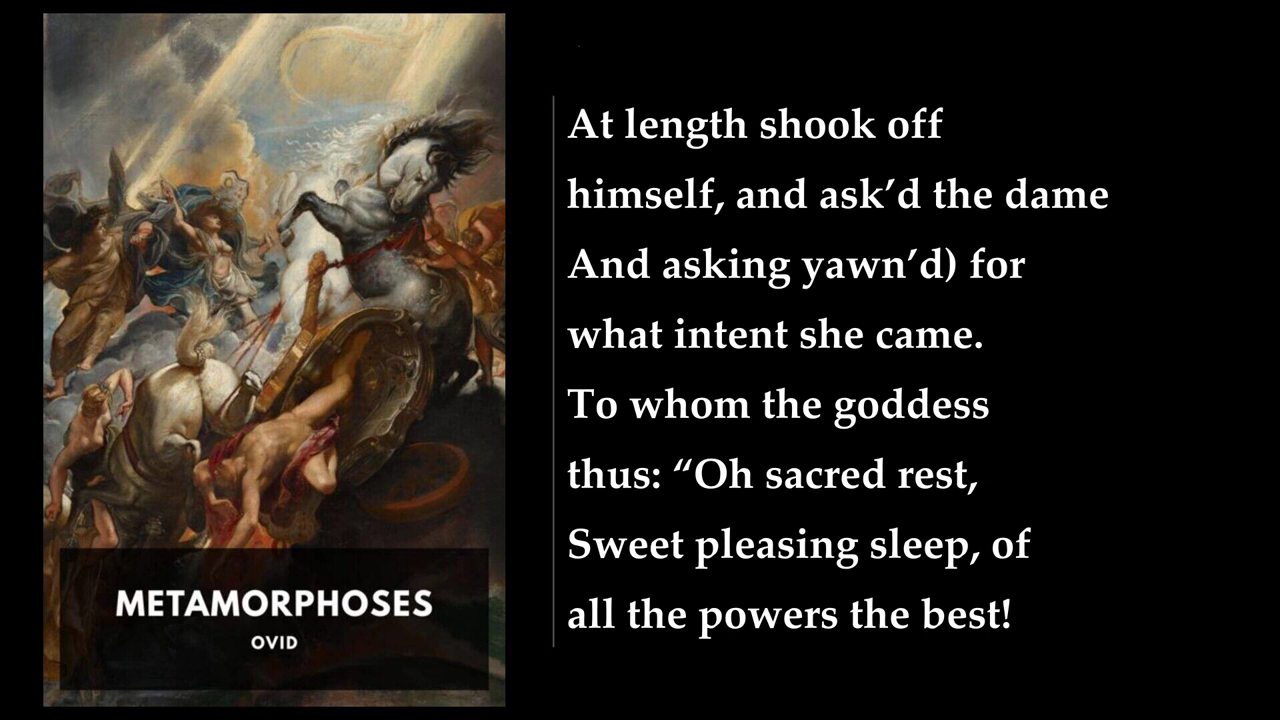 METAMORPHOSES
OVID
At length shook off
himself, and ask’d the dame
And asking yawn’d) for
what intent she came.
To whom the goddess
thus: “Oh sacred rest,
Sweet pleasing sleep, of
all the powers the best!